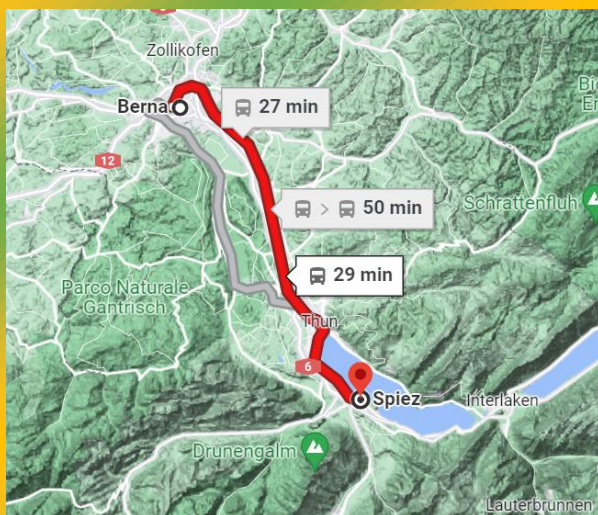 Zollikofen
Berna
27 min
12
> 50 min
Schrattenfluh
Parco Naturale
Gantrisch
29 min
Thun
6
Spiez
Interlaken
Drunengalm
Lauterbrunnen